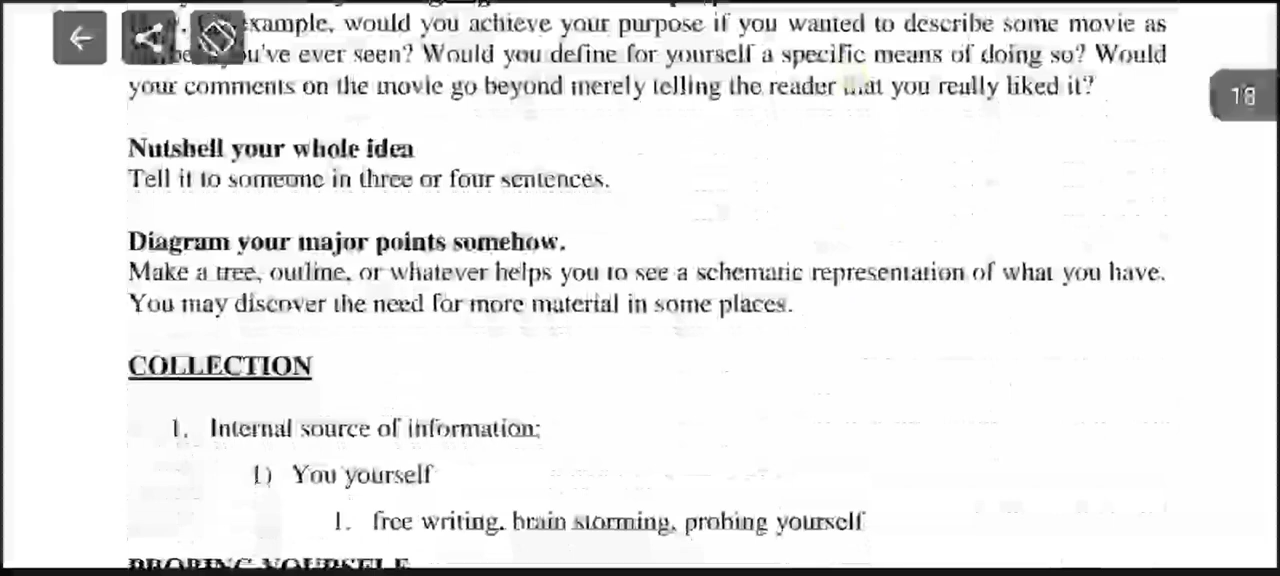 example, would you achieve your purpose if you wanted to describe some movie as
you've ever seen? Would you define for yourself a specific means of doing so? Would
your comments on the movie go beyond merely telling the reader that you really liked it?
18
Nutshell your whole idea
Tell it to someone in three or four sentences.
Diagram your major points somehow.
Make a tree, outline, or whatever helps you to see a schematic representation of what you have.
You may discover the need for more material in some places.
COLLECTION
1. Internal source of information:
1) You yourself
1. free writing, brain storming, probing yourself
PROBING YOURSELF